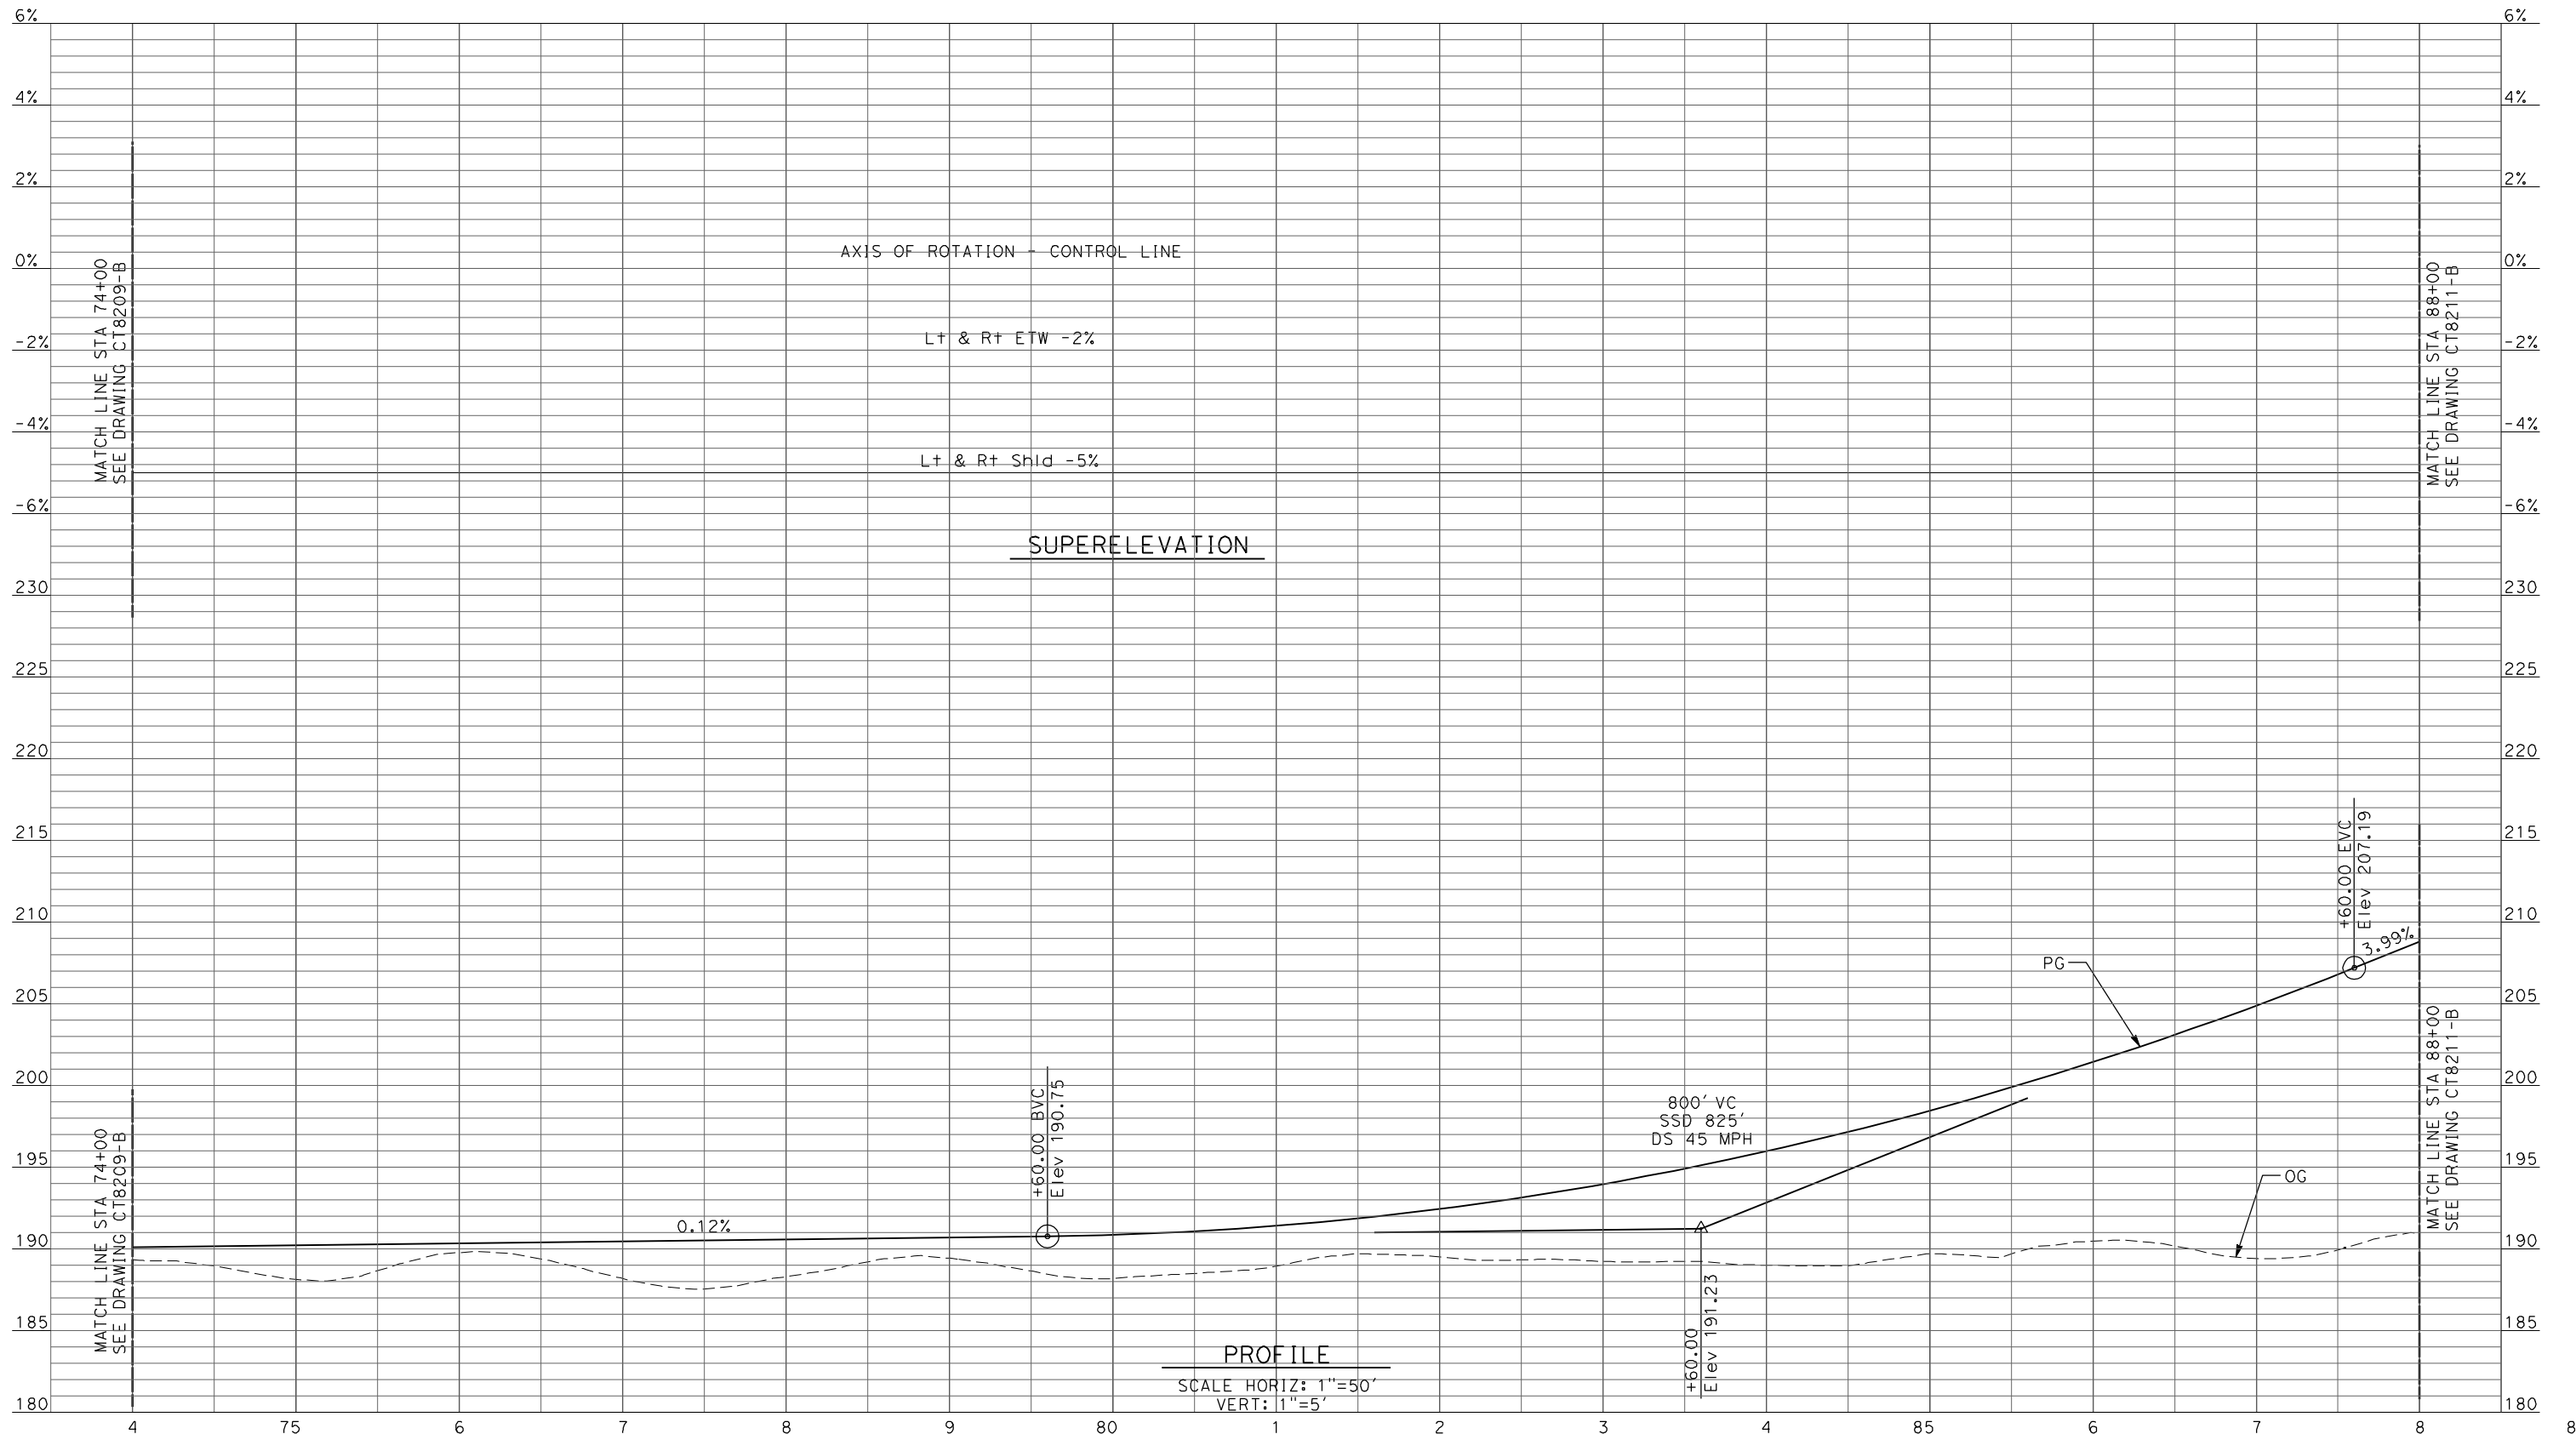 6%
6%
4%
4%
2%
2%
AXIS OF ROTATION - CONTROL LINE
0%
0%
MATCH LINE STA 74+00
SEE DRAWING CT8209-B
MATCH LINE STA 88+00
SEE DRAWING CT8211-B
Lt & Rt ETW -2%
-2%
-2%
-4%
-4%
Lt & Rt Shld -5%
-6%
-6%
SUPERELEVATION
230
230
225
225
220
220
215
215
+60.00 EVC
Elev 207.19
210
210
3.99%
PG
205
205
MATCH LINE STA 88+00
SEE DRAWING CT8211-B
200
200
+60.00 BVC
Elev 190.75
800' VC
SSD 825'
DS 45 MPH
195
195
OG
MATCH LINE STA 74+00
SEE DRAWING CT8209-B
0.12%
190
190
+60.00
Elev 191.23
185
185
PROFILE
SCALE HORIZ: 1"=50'
VERT: 1"=5'
180
180
4 75 6 7 8 9 80 1 2 3 4 85 6 7 8 8